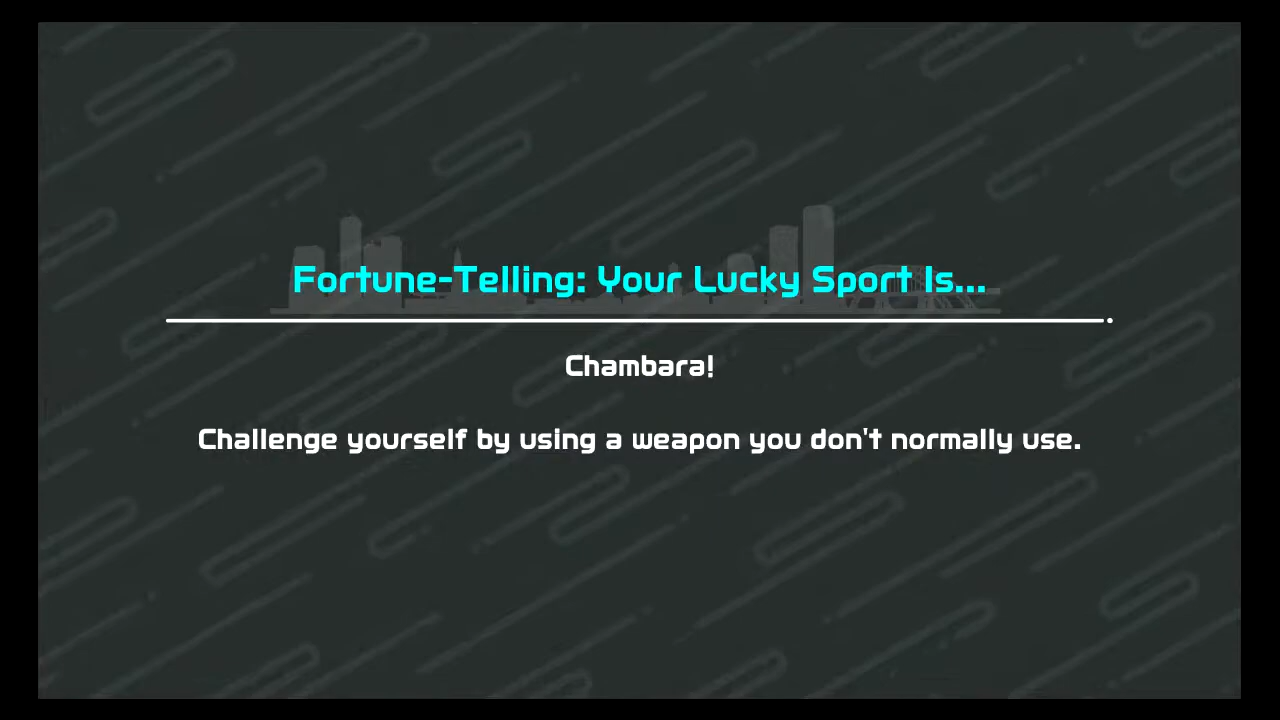 Fortune-Telling: Your Lucky Sport Is...
Chambara!
Challenge yourself by using a weapon you don't normally use.